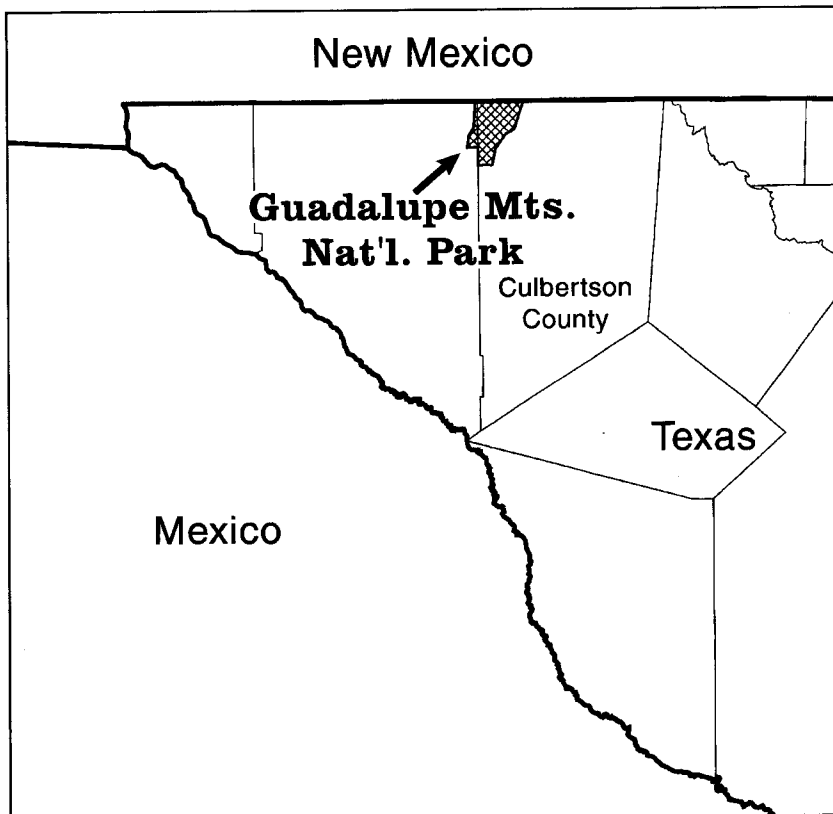 New Mexico
Guadalupe Mts.
Nat'l. Park
Culbertson
County
Texas
Mexico